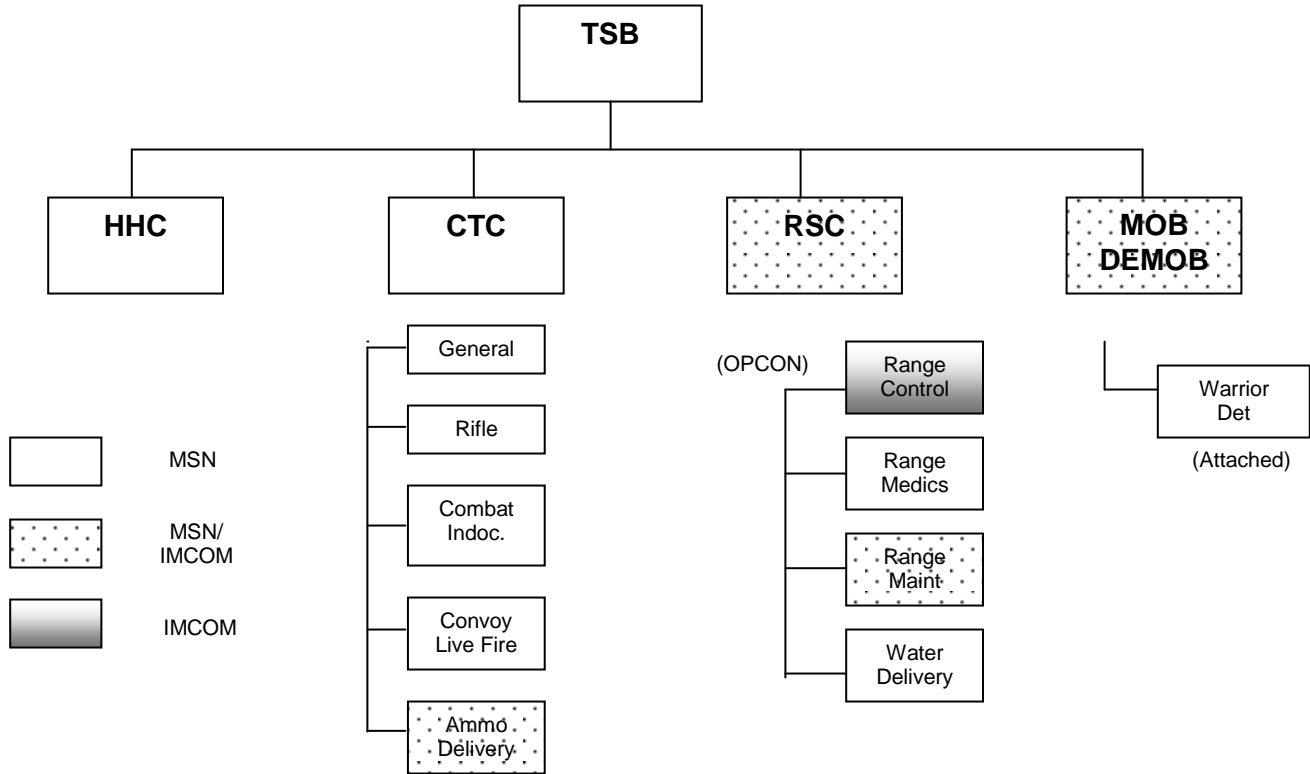 TSB
HHC
CTC
RSC
MOB
DEMOB
General
Rifle
Combat
Indoc.
Convoy
Live Fire
Ammo
Delivery
(OPCON)
Range
Control
Range
Medics
Range
Maint
Water
Delivery
Warrior
Det
(Attached)
MSN
MSN/
IMCOM
IMCOM